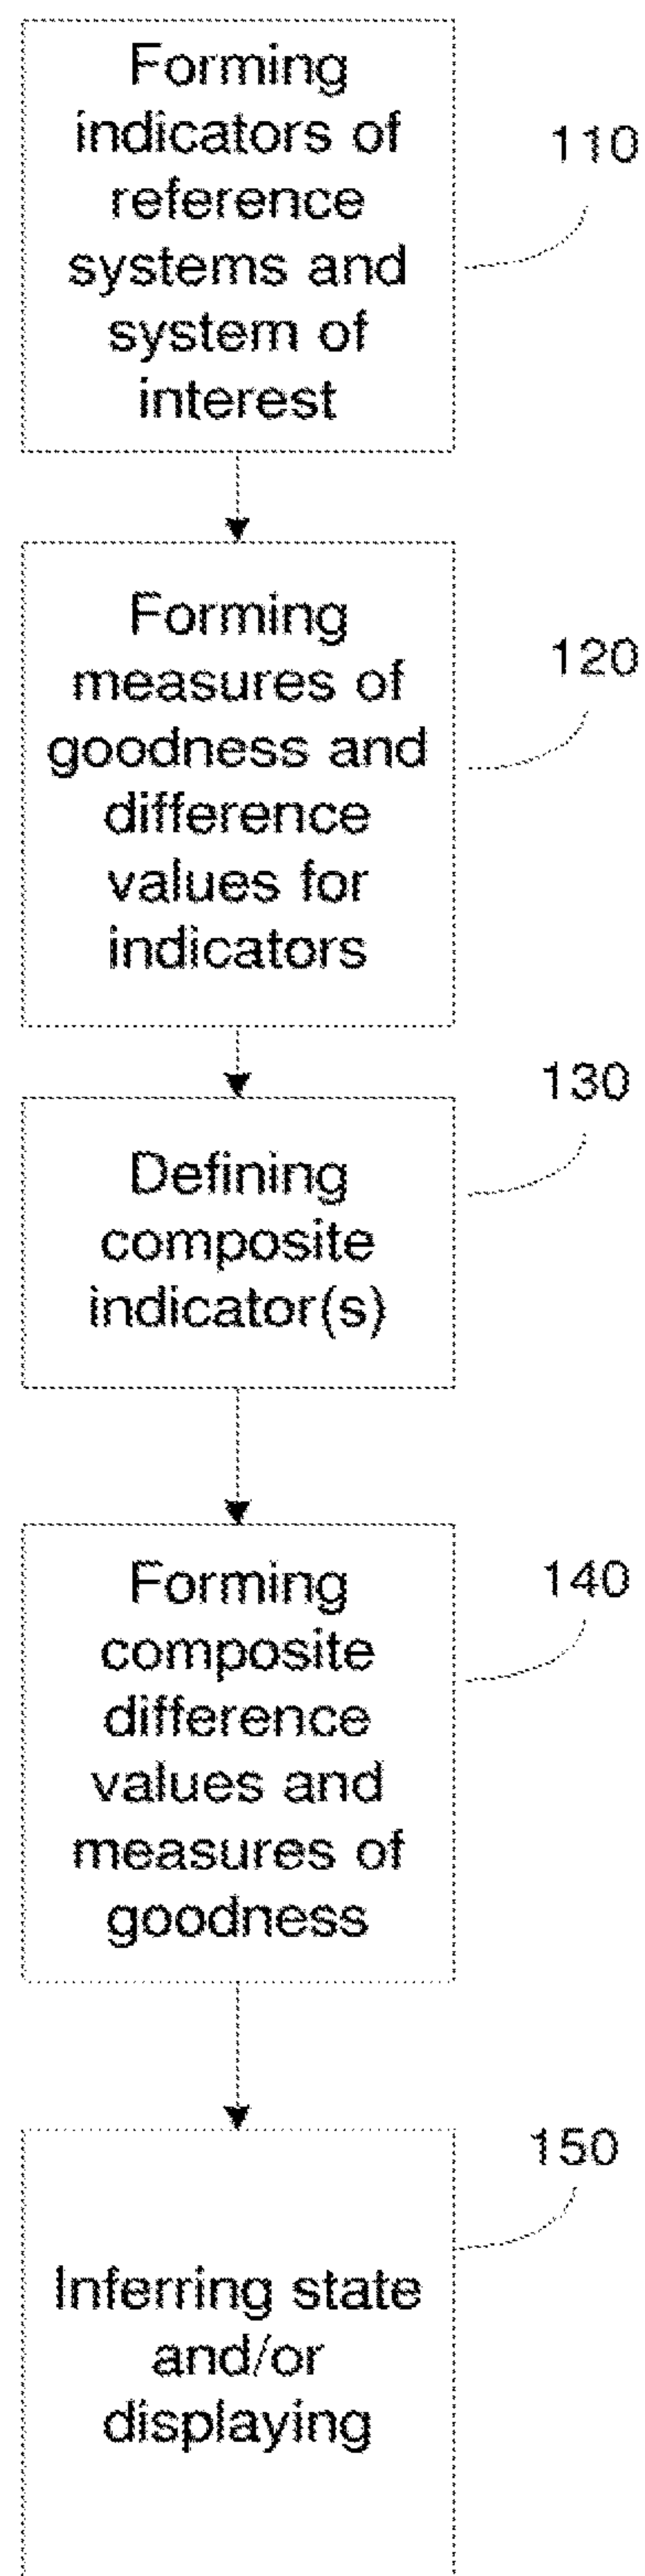 Forming
indicators of
reference
systems and
system of
interest
110
Forming
measures of
goodness and
difference
values for
indicators
120
Defining
composite
indicator(s)
130
Forming
composite
difference
values and
measures of
goodness
140
Inferring state
and/or
displaying
150